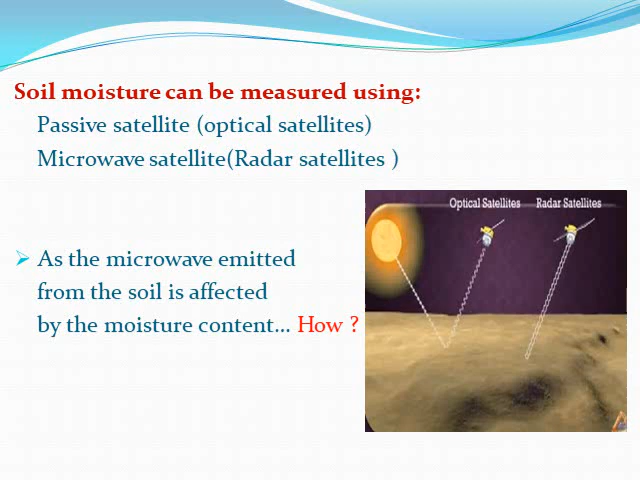 Soil moisture can be measured using:
Passive satellite (optical satellites)
Microwave satellite(Radar satellites )
Optical Satellites Radar Satellites
As the microwave emitted
from the soil is affected
by the moisture content... How ?